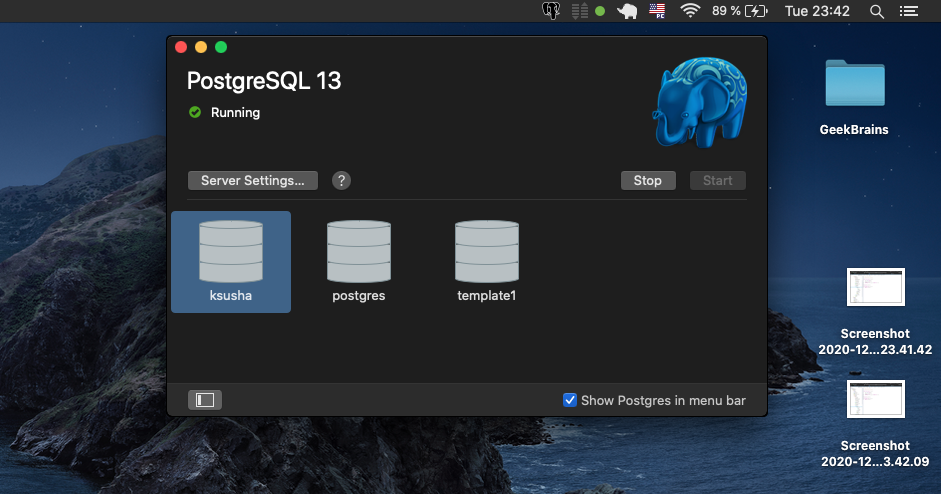 89 %
Tue 23:42
PostgreSQL 13
Running
Server Settings...
?
Stop
Start
ksusha
postgres
template1
Show Postgres in menu bar
GeekBrains
Screenshot
2020-12...23.41.42
Screenshot
2020-12...3.42.09